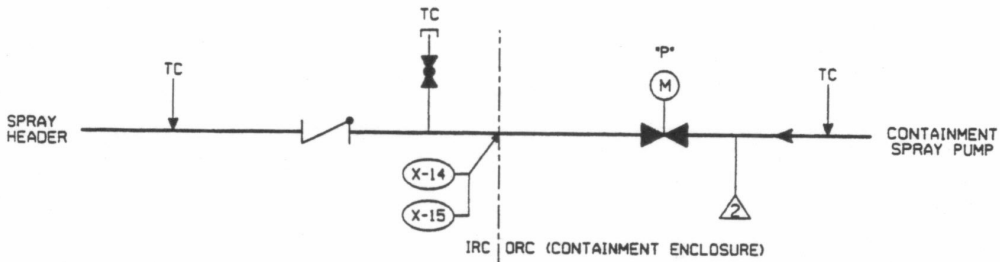 TC
"P"
TC
M
TC
SPRAY
HEADER
CONTAINMENT
SPRAY PUMP
X-14
X-15
2
IRC ORC (CONTAINMENT ENCLOSURE)